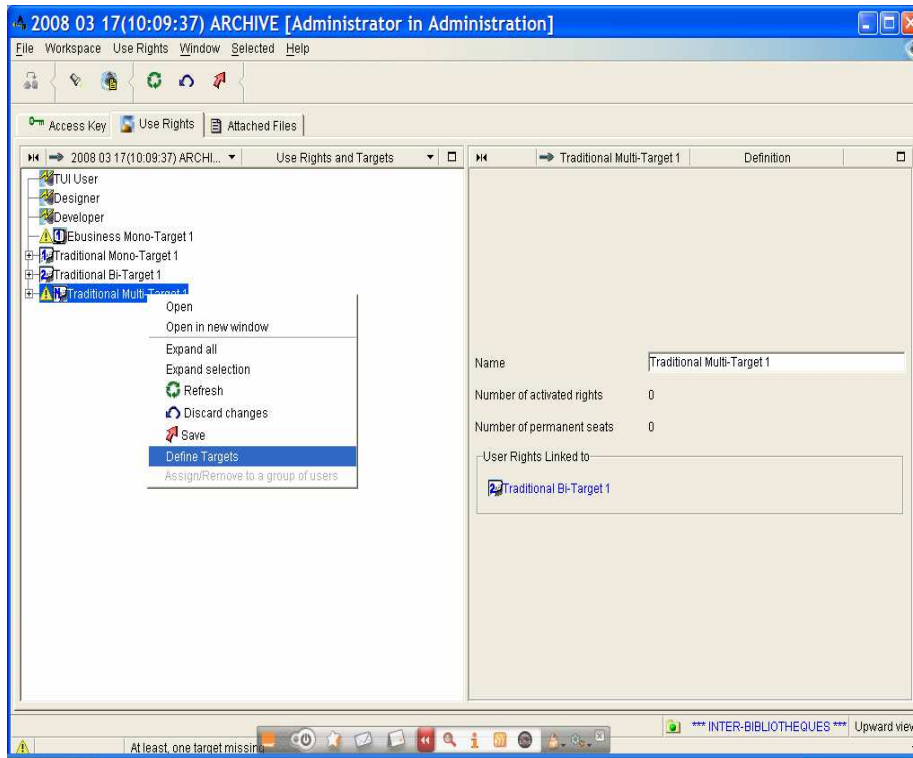 2008 03 17(10:09:37) ARCHIVE [Administrator in Administration]
File Workspace Use Rights Window Selected Help
Access Key Use Rights Attached Files
2008 03 17(10:09:37) ARCHI... Use Rights and Targets
Traditional Multi-Target 1 Definition
TUI User
Designer
Developer
1 Ebusiness Mono-Target 1
1 Traditional Mono-Target 1
2 Traditional Bi-Target 1
N Traditional Multi-Target 1
Open
Open in new window
Expand all
Expand selection
Refresh
Discard changes
Save
Define Targets
Assign/Remove to a group of users
Name Traditional Multi-Target 1
Number of activated rights 0
Number of permanent seats 0
User Rights Linked to
2 Traditional Bi-Target 1
*** INTER-BIBLIOTHEQUES *** Upward view
At least, one target missing